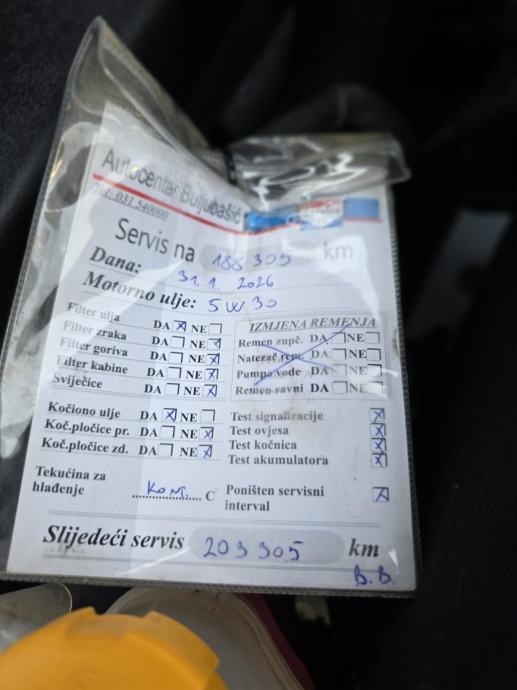 Autocentar Buljubašić
Tel: 031 540000
Servis na 188 305 km
Dana: 31. 1. 2026
Motorno ulje: 5W30
Filter ulja DA ☒ NE ☐
Filter zraka DA ☐ NE ☒
Filter goriva DA ☐ NE ☒
Filter kabine DA ☐ NE ☒
Svijećice DA ☐ NE ☒
IZMJENA REMENJA
Remen zupč. DA ☐ NE ☐
Natezač rem. DA ☐ NE ☐
Pumpa vode DA ☐ NE ☐
Remen ravni DA ☐ NE ☐
Kočiono ulje DA ☒ NE ☐
Koč.pločice pr. DA ☐ NE ☒
Koč.pločice zd. DA ☐ NE ☒
Test signalizacije ☒
Test ovjesa ☒
Test kočnica ☒
Test akumulatora ☒
Tekućina za
hlađenje ............ C
Poništen servisni
interval ☒
Slijedeći servis 203 305 km
B.B.